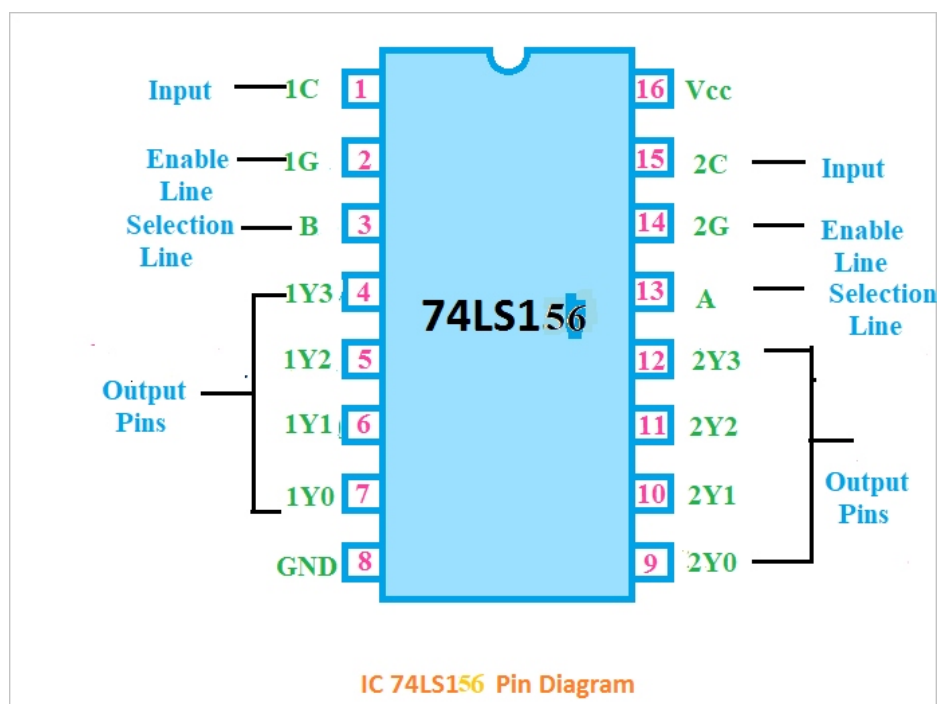 Input 1C 1 16 Vcc
Enable
Line 1G 2 15 2C Input
Selection
Line B 3 14 2G Enable
Line
1Y3 4 13 A Selection
Line
74LS156
1Y2 5 12 2Y3
Output
Pins
1Y1 6 11 2Y2
1Y0 7 10 2Y1
Output
Pins
GND 8 9 2Y0
IC 74LS156 Pin Diagram